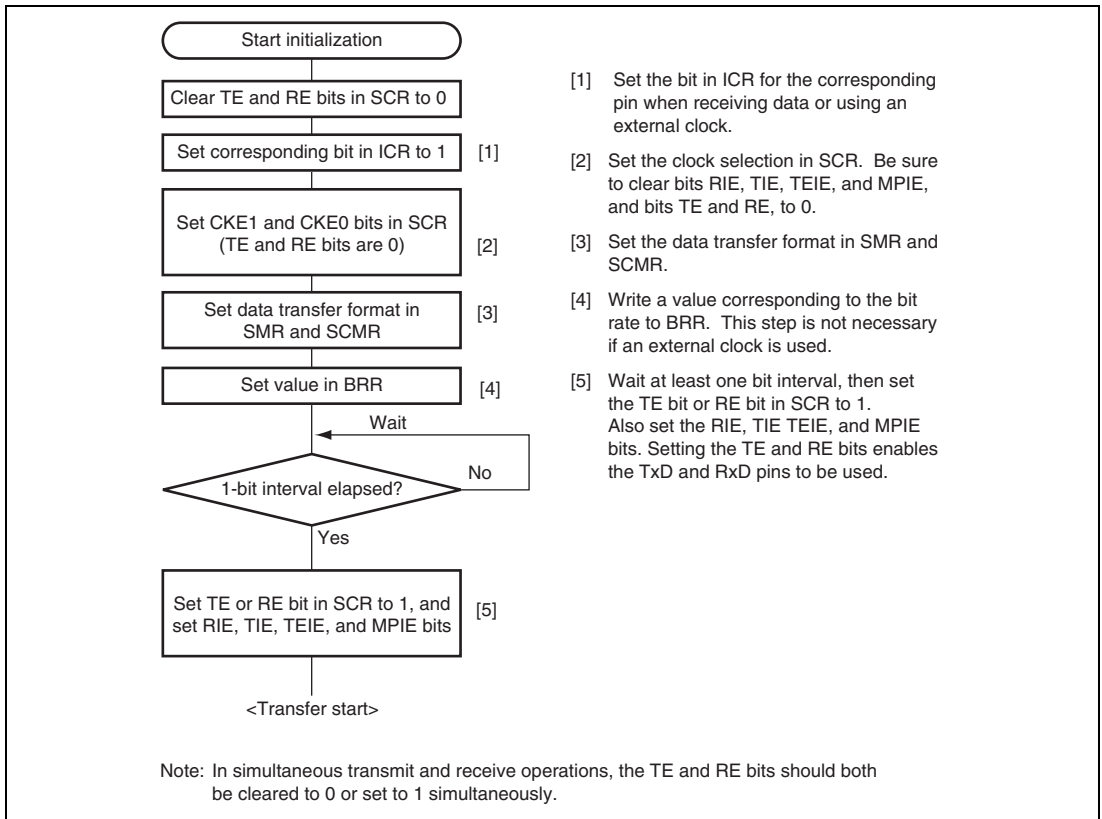 Start initialization
Clear TE and RE bits in SCR to 0
Set corresponding bit in ICR to 1
[1]
Set CKE1 and CKE0 bits in SCR
(TE and RE bits are 0)
[2]
Set data transfer format in
SMR and SCMR
[3]
Set value in BRR
[4]
Wait
No
1-bit interval elapsed?
Yes
Set TE or RE bit in SCR to 1, and
set RIE, TIE, TEIE, and MPIE bits
[5]
<Transfer start>
[1] Set the bit in ICR for the corresponding
pin when receiving data or using an
external clock.
[2] Set the clock selection in SCR. Be sure
to clear bits RIE, TIE, TEIE, and MPIE,
and bits TE and RE, to 0.
[3] Set the data transfer format in SMR and
SCMR.
[4] Write a value corresponding to the bit
rate to BRR. This step is not necessary
if an external clock is used.
[5] Wait at least one bit interval, then set
the TE bit or RE bit in SCR to 1.
Also set the RIE, TIE TEIE, and MPIE
bits. Setting the TE and RE bits enables
the TxD and RxD pins to be used.
Note: In simultaneous transmit and receive operations, the TE and RE bits should both
be cleared to 0 or set to 1 simultaneously.